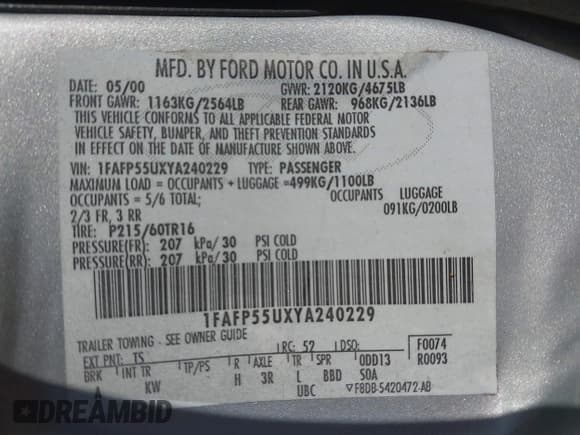 MFD. BY FORD MOTOR CO. IN U.S.A.
DATE: 05/00 GVWR: 2120KG/4675LB
FRONT GAWR: 1163KG/2564LB REAR GAWR: 968KG/2136LB
THIS VEHICLE CONFORMS TO ALL APPLICABLE FEDERAL MOTOR
VEHICLE SAFETY, BUMPER, AND THEFT PREVENTION STANDARDS
IN EFFECT ON THE DATE OF MANUFACTURE SHOWN ABOVE.
VIN: 1FAFP55UXYA240229 TYPE: PASSENGER
MAXIMUM LOAD = OCCUPANTS + LUGGAGE = 499KG/1100LB
OCCUPANTS = 5/6 TOTAL; LUGGAGE
2/3 FR, 3 RR 091KG/0200LB
TIRE: P215/60TR16
PRESSURE(FR) 207 kPa/ 30 PSI COLD
PRESSURE(RR) 207 kPa/ 30 PSI COLD
1FAFP55UXYA240229
TRAILER TOWING - SEE OWNER GUIDE
RC: 52 DSO: F0074
EXT PNT: TS R0093
BRK INT TR TP/PS R AXLE TR SPR ODD13
KW H 3R L BBD SOA
UBC ▽F8DB-5420472-AB
DREAMBID